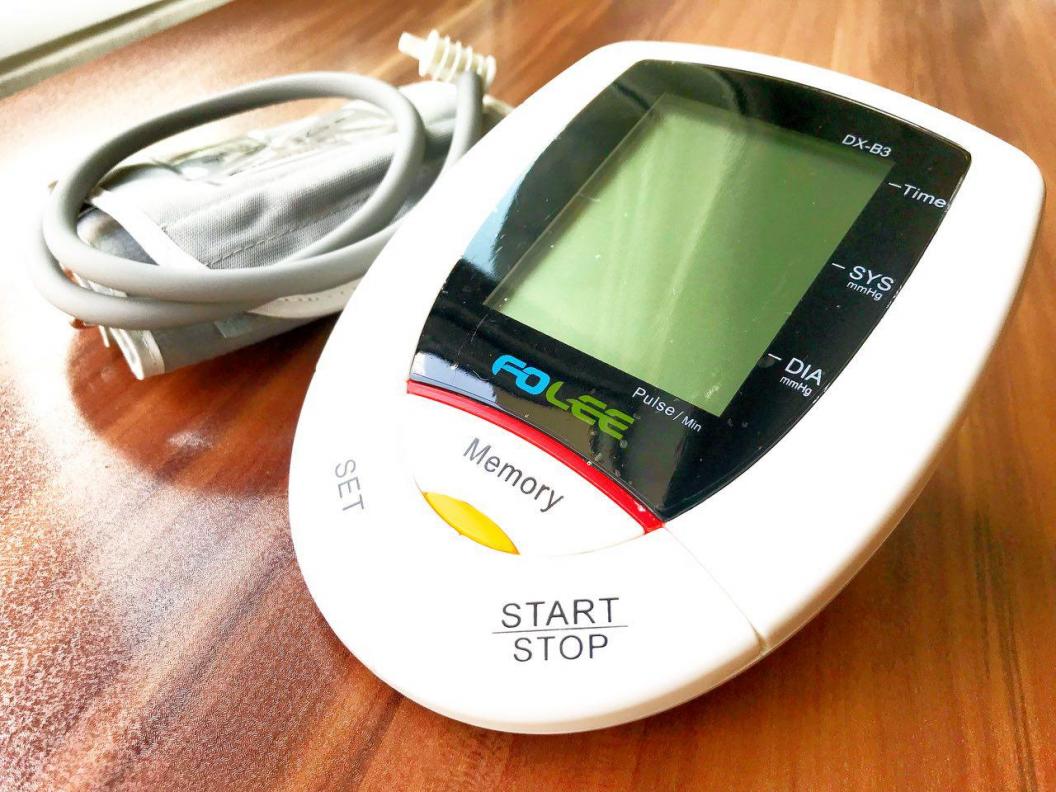 DX-B3
Time
SYS
mmHg
DIA
mmHg
FOLEE
Pulse/Min
Memory
SET
START
STOP